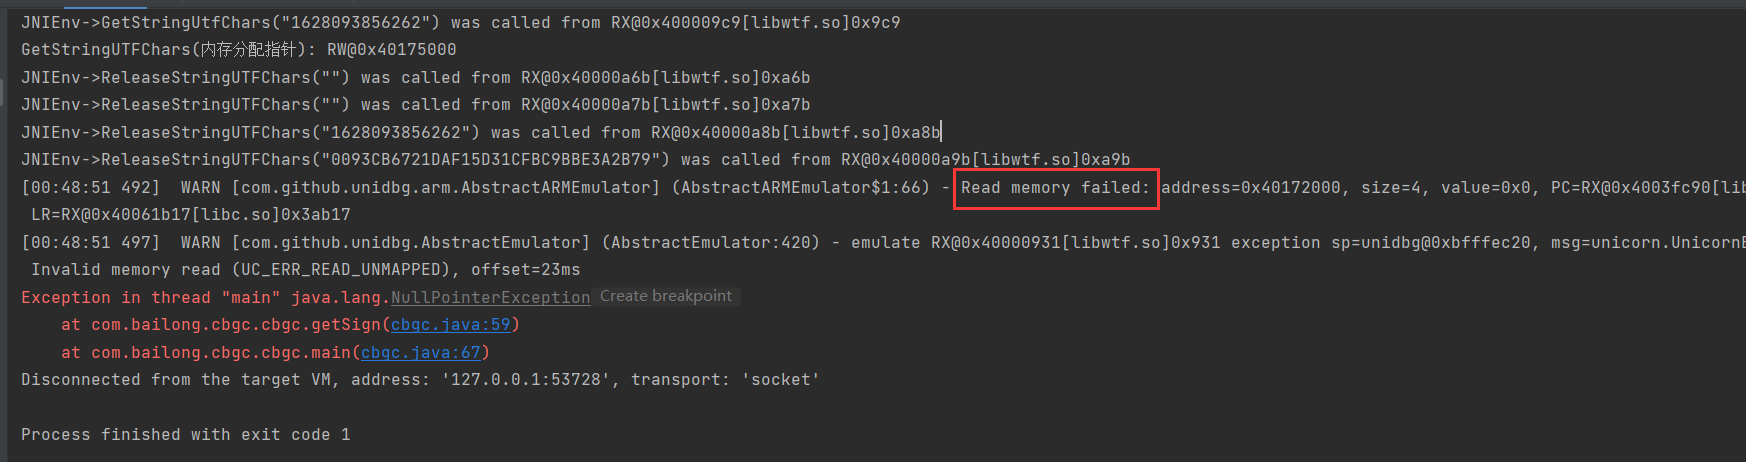 JNIEnv->GetStringUtfChars("1628093856262") was called from RX@0x400009c9[libwtf.so]0x9c9
GetStringUTFChars(内存分配指针): RW@0x40175000
JNIEnv->ReleaseStringUTFChars("") was called from RX@0x40000a6b[libwtf.so]0xa6b
JNIEnv->ReleaseStringUTFChars("") was called from RX@0x40000a7b[libwtf.so]0xa7b
JNIEnv->ReleaseStringUTFChars("1628093856262") was called from RX@0x40000a8b[libwtf.so]0xa8b
JNIEnv->ReleaseStringUTFChars("0093CB6721DAF15D31CFBC9BBE3A2B79") was called from RX@0x40000a9b[libwtf.so]0xa9b
[00:48:51 492]  WARN [com.github.unidbg.arm.AbstractARMEmulator] (AbstractARMEmulator$1:66) - Read memory failed: address=0x40172000, size=4, value=0x0, PC=RX@0x4003fc90[lib
LR=RX@0x40061b17[libc.so]0x3ab17
[00:48:51 497]  WARN [com.github.unidbg.AbstractEmulator] (AbstractEmulator:420) - emulate RX@0x40000931[libwtf.so]0x931 exception sp=unidbg@0xbfffec20, msg=unicorn.UnicornE
Invalid memory read (UC_ERR_READ_UNMAPPED), offset=23ms
Exception in thread "main" java.lang.NullPointerException Create breakpoint
at com.bailong.cbgc.cbgc.getSign(cbgc.java:59)
at com.bailong.cbgc.cbgc.main(cbgc.java:67)
Disconnected from the target VM, address: '127.0.0.1:53728', transport: 'socket'
Process finished with exit code 1